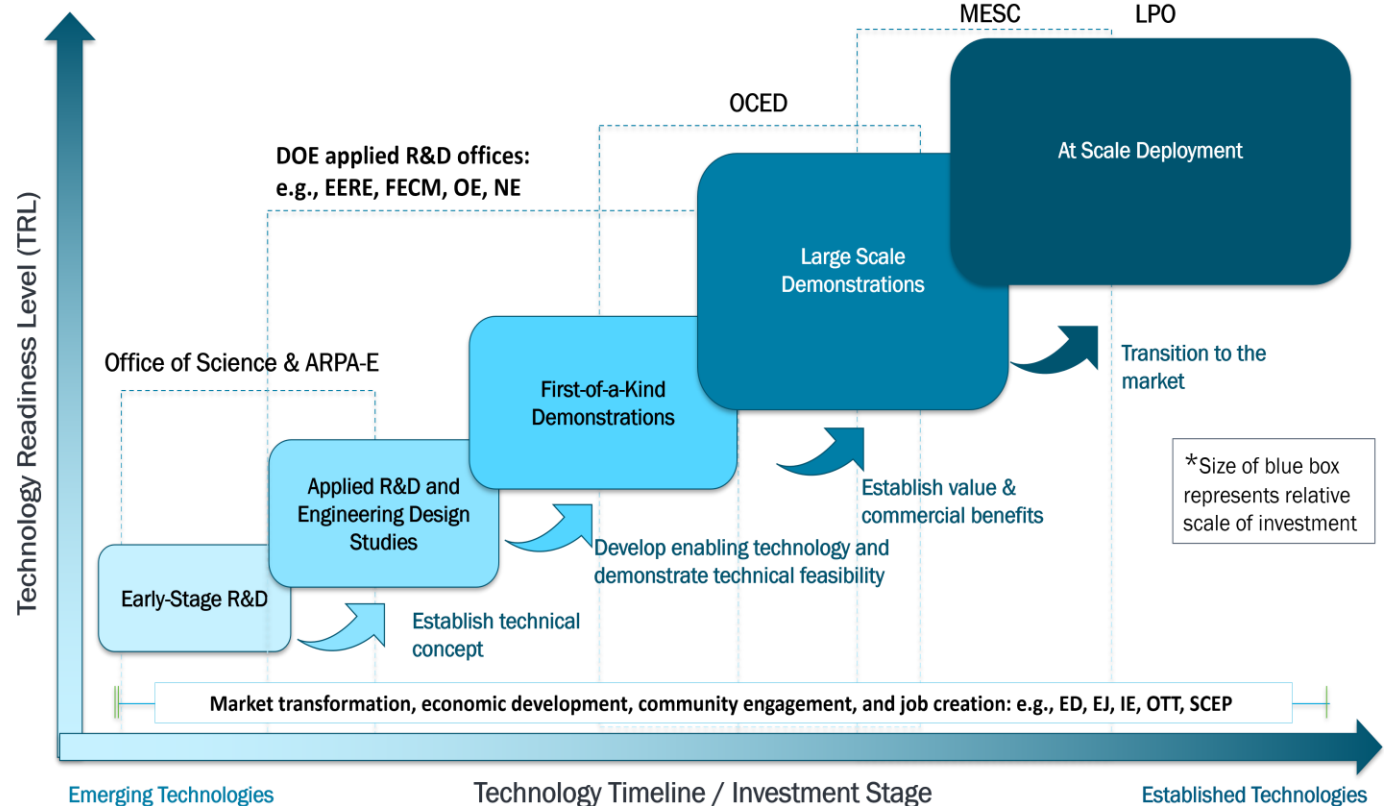 MESC
LPO
OCED
DOE applied R&D offices:
e.g., EERE, FECM, OE, NE
At Scale Deployment
Large Scale
Demonstrations
Office of Science & ARPA-E
First-of-a-Kind
Demonstrations
Transition to the
market
Applied R&D and
Engineering Design
Studies
Establish value &
commercial benefits
*Size of blue box
represents relative
scale of investment
Early-Stage R&D
Develop enabling technology and
demonstrate technical feasibility
Establish technical
concept
Market transformation, economic development, community engagement, and job creation: e.g., ED, EJ, IE, OTT, SCEP
Technology Readiness Level (TRL)
Emerging Technologies
Technology Timeline / Investment Stage
Established Technologies